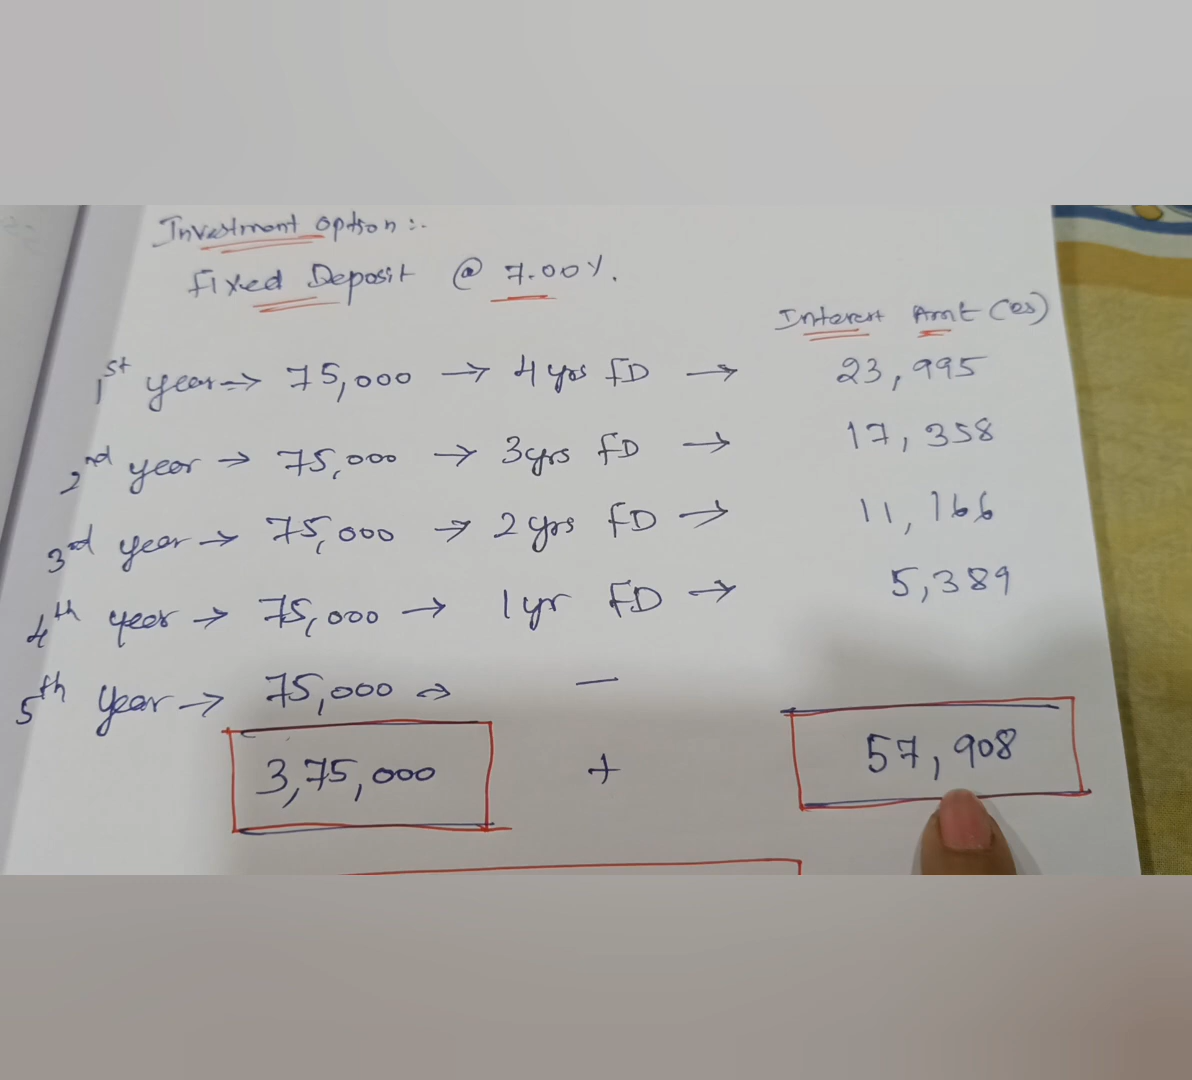 Investment option :-
Fixed Deposit @ 7.00%.
Interest Amt (Rs)
1st year → 75,000 → 4 yrs FD → 23,995
2nd year → 75,000 → 3yrs FD → 17,358
3rd year → 75,000 → 2 yrs FD → 11,166
4th year → 75,000 → 1 yr FD → 5,389
5th year → 75,000 → —
3,75,000 + 57,908